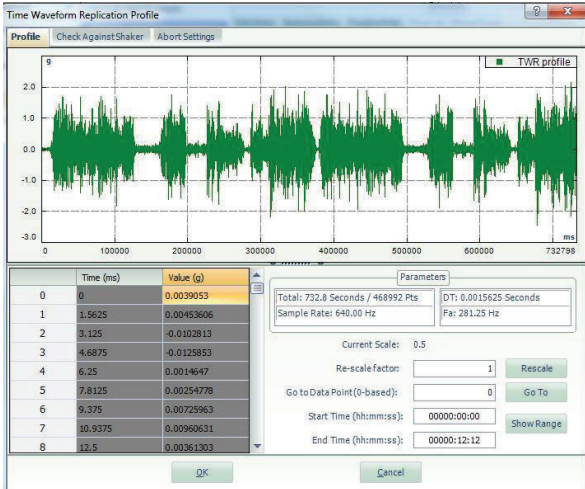 Time Waveform Replication Profile
Profile Check Against Shaker Abort Settings
g
TWR profile
2.0
1.0
0.0
-1.0
-2.0
-3.0
ms
0 100000 200000 300000 400000 500000 600000 732798
Time (ms) Value (g)
0 0 0.0039053
1 1.5625 0.00453606
2 3.125 -0.0102813
3 4.6875 -0.0125853
4 6.25 0.0014647
5 7.8125 0.00254778
6 9.375 0.00725963
7 10.9375 0.00960631
8 12.5 0.00361303
Parameters
Total: 732.8 Seconds / 468992 Pts DT: 0.0015625 Seconds
Sample Rate: 640.00 Hz Fa: 281.25 Hz
Current Scale: 0.5
Re-scale factor: 1 Rescale
Go to Data Point(0-based): 0 Go To
Start Time (hh:mm:ss): 00000:00:00
Show Range
End Time (hh:mm:ss): 00000:12:12
OK Cancel